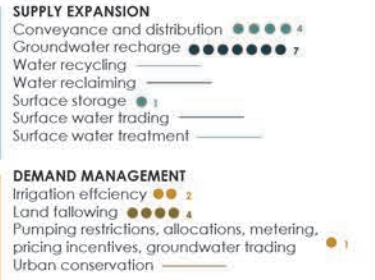 SUPPLY EXPANSION
Conveyance and distribution 4
Groundwater recharge 7
Water recycling
Water reclaiming
Surface storage 1
Surface water trading
Surface water treatment
DEMAND MANAGEMENT
Irrigation effciency 2
Land fallowing 4
Pumping restrictions, allocations, metering,
pricing incentives, groundwater trading 1
Urban conservation